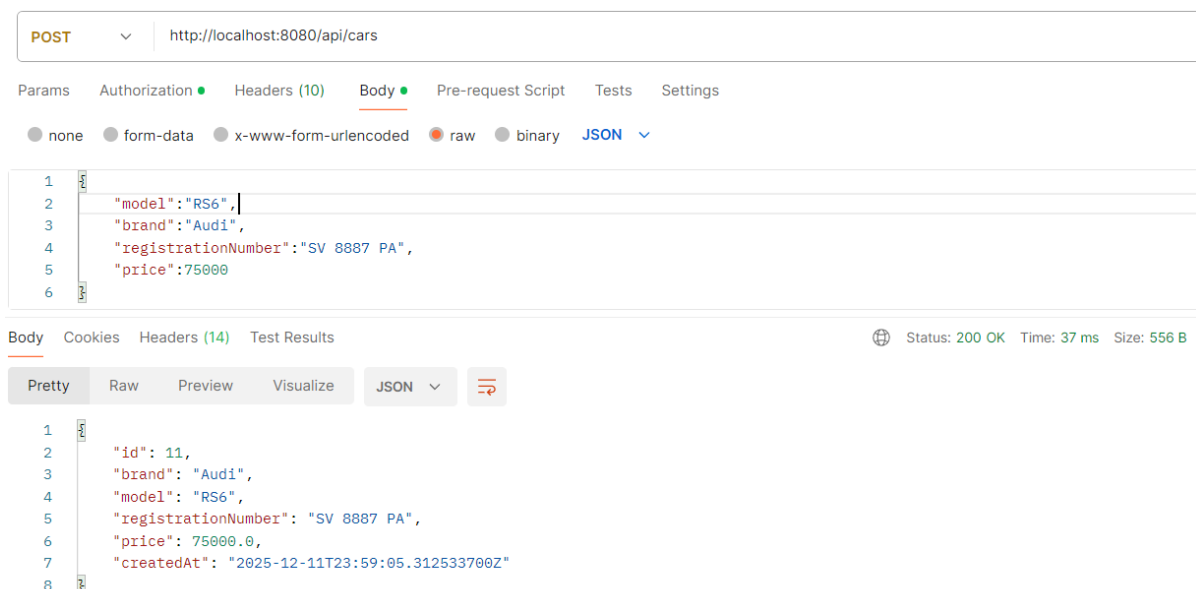 POST http://localhost:8080/api/cars
Params Authorization Headers (10) Body Pre-request Script Tests Settings
none form-data x-www-form-urlencoded raw binary JSON
1 {
2 "model":"RS6",
3 "brand":"Audi",
4 "registrationNumber":"SV 8887 PA",
5 "price":75000
6 }
Body Cookies Headers (14) Test Results Status: 200 OK Time: 37 ms Size: 556 B
Pretty Raw Preview Visualize JSON
1 {
2 "id": 11,
3 "brand": "Audi",
4 "model": "RS6",
5 "registrationNumber": "SV 8887 PA",
6 "price": 75000.0,
7 "createdAt": "2025-12-11T23:59:05.312533700Z"
8 }